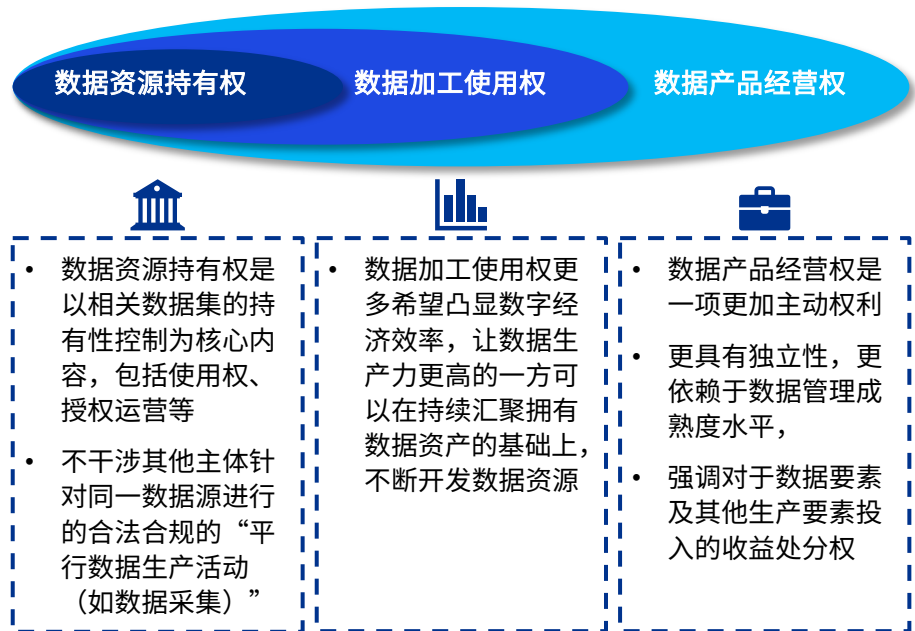 数据资源持有权
数据加工使用权
数据产品经营权
• 数据资源持有权是
以相关数据集的持
有性控制为核心内
容，包括使用权、
授权运营等
• 不干涉其他主体针
对同一数据源进行
的合法合规的“平
行数据生产活动
（如数据采集）”
• 数据加工使用权更
多希望凸显数字经
济效率，让数据生
产力更高的一方可
以在持续汇聚拥有
数据资产的基础上，
不断开发数据资源
• 数据产品经营权是
一项更加主动权利
• 更具有独立性，更
依赖于数据管理成
熟度水平，
• 强调对于数据要素
及其他生产要素投
入的收益处分权